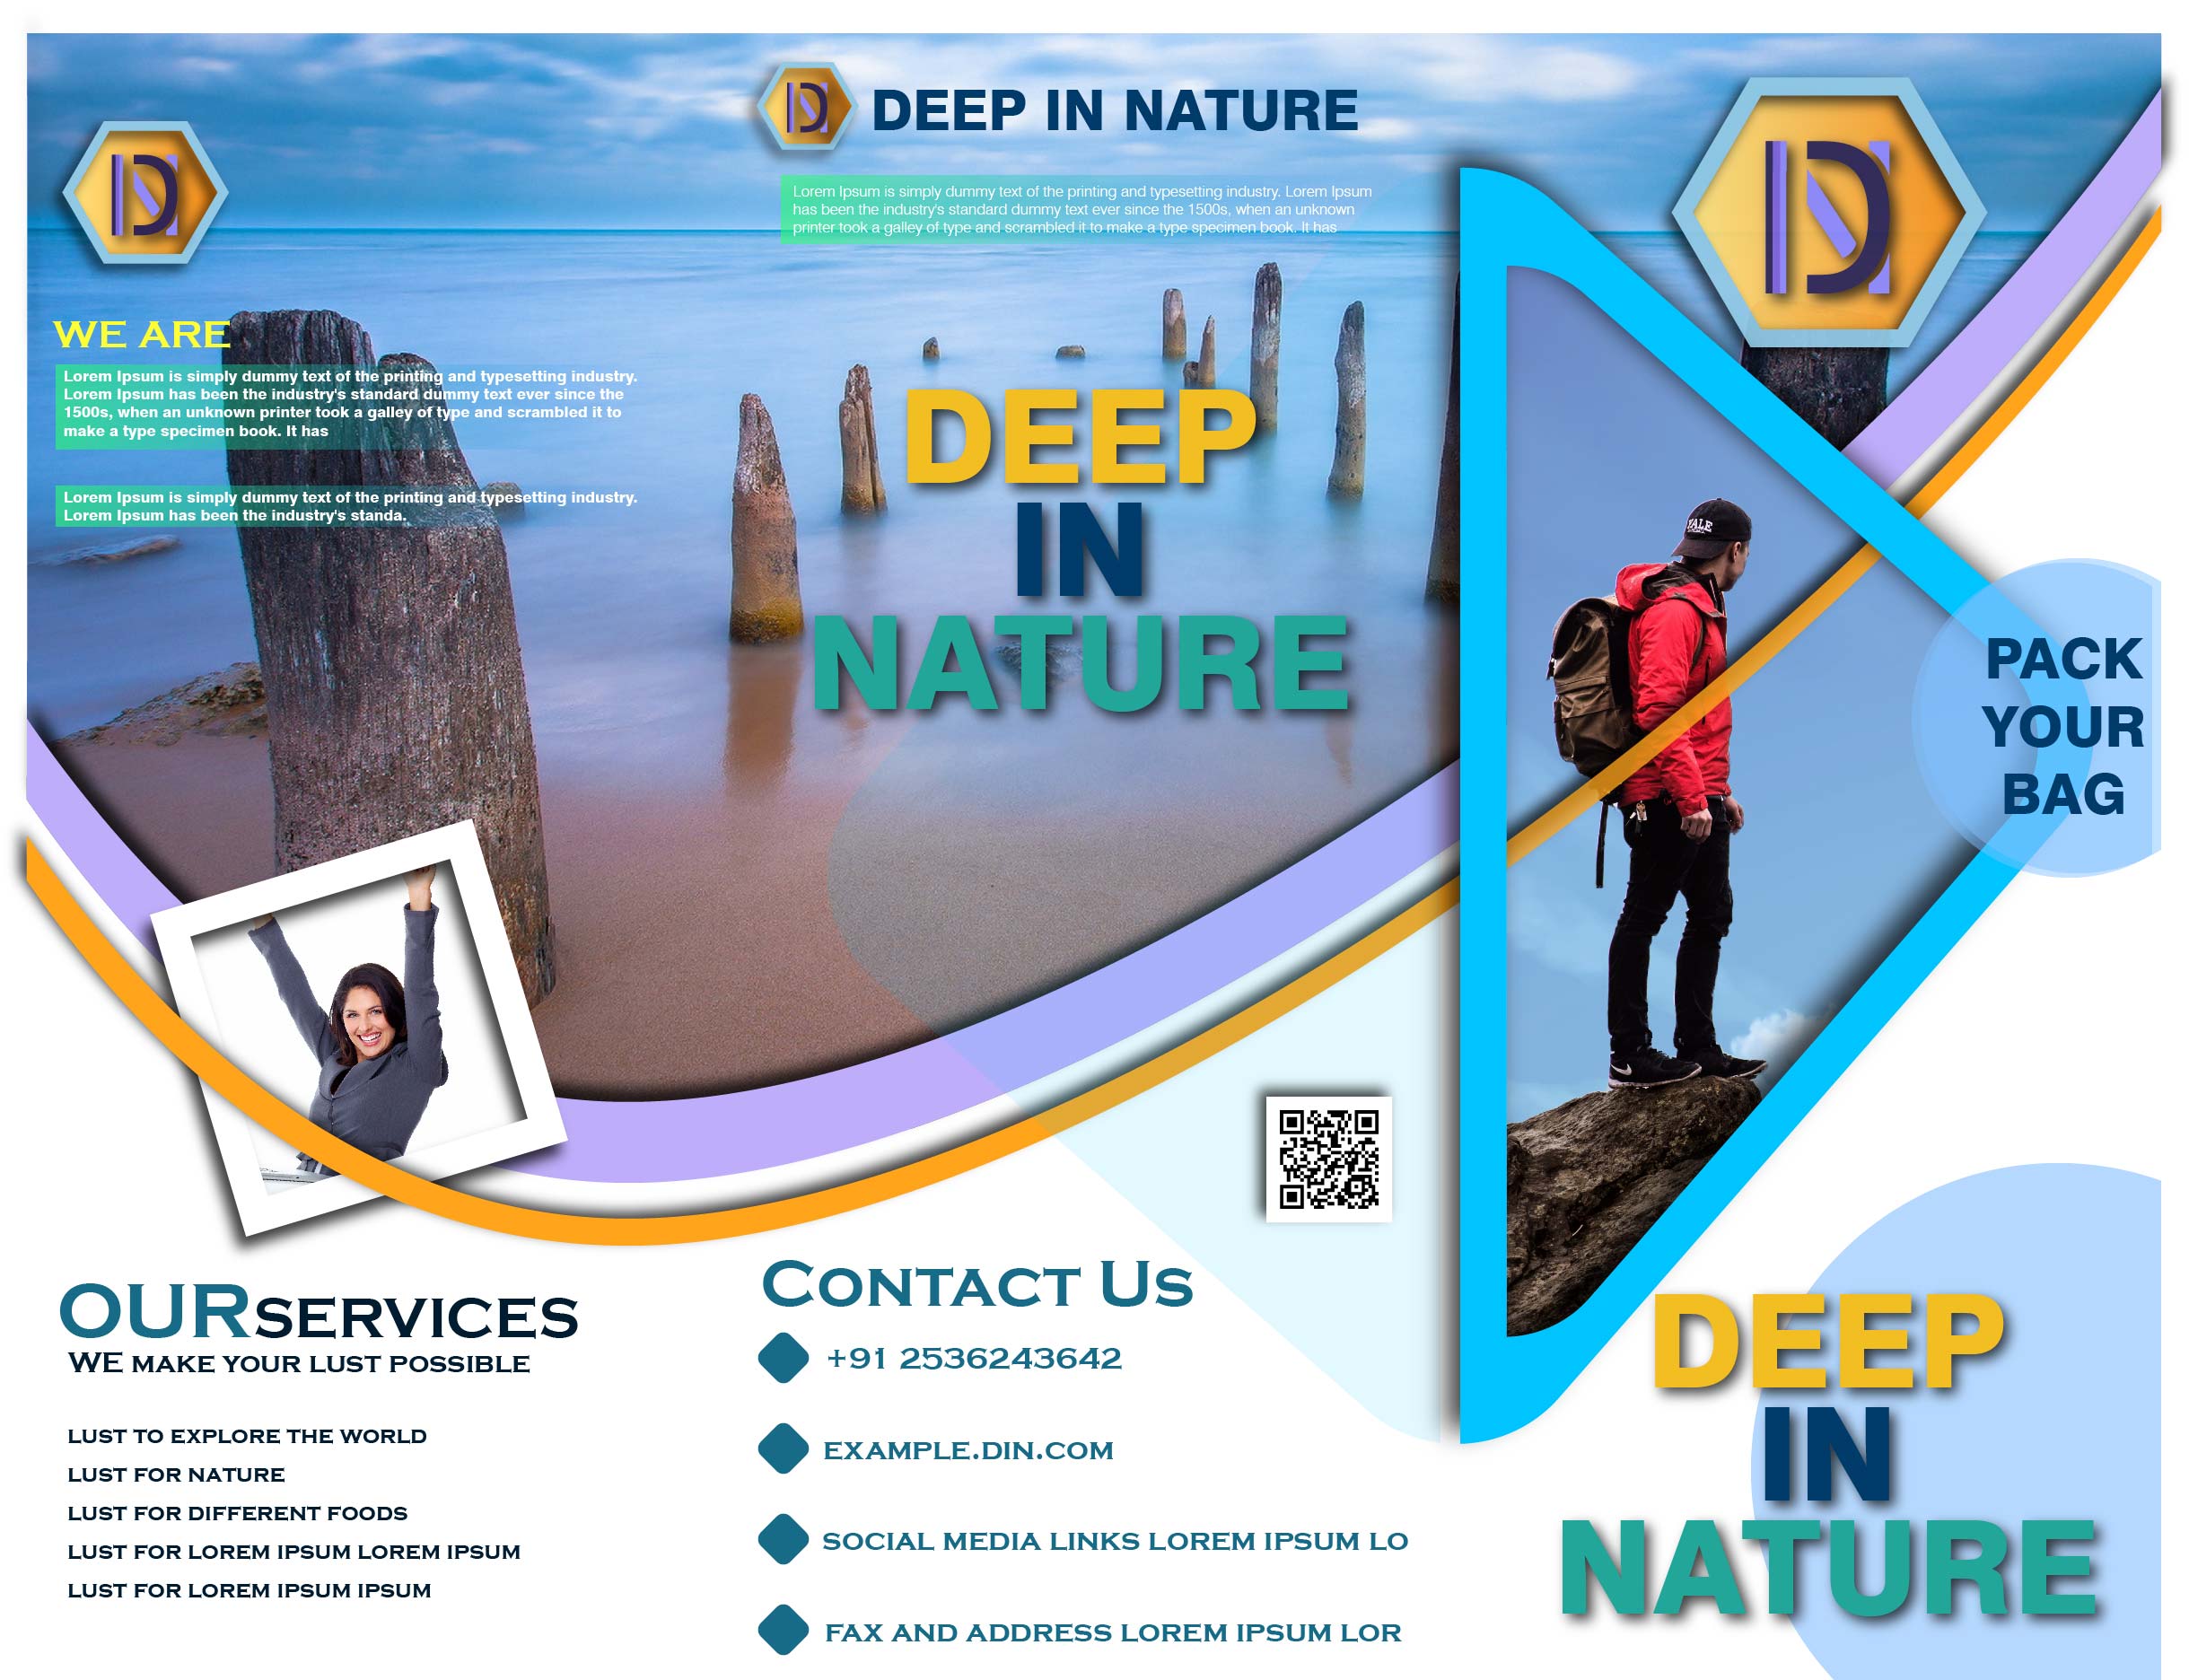 WE ARE
Lorem Ipsum is simply dummy text of the printing and typesetting industry.
Lorem Ipsum has been the industry's standard dummy text ever since the
1500s, when an unknown printer took a galley of type and scrambled it to
make a type specimen book. It has
Lorem Ipsum is simply dummy text of the printing and typesetting industry.
Lorem Ipsum has been the industry's standa.
OURSERVICES
WE MAKE YOUR LUST POSSIBLE
LUST TO EXPLORE THE WORLD
LUST FOR NATURE
LUST FOR DIFFERENT FOODS
LUST FOR LOREM IPSUM LOREM IPSUM
LUST FOR LOREM IPSUM IPSUM
DEEP IN NATURE
Lorem Ipsum is simply dummy text of the printing and typesetting industry. Lorem Ipsum
has been the industry's standard dummy text ever since the 1500s, when an unknown
printer took a galley of type and scrambled it to make a type specimen book. It has
DEEP
IN
NATURE
CONTACT US
+91 2536243642
EXAMPLE.DIN.COM
SOCIAL MEDIA LINKS LOREM IPSUM LO
FAX AND ADDRESS LOREM IPSUM LOR
YALE
PACK
YOUR
BAG
DEEP
IN
NATURE